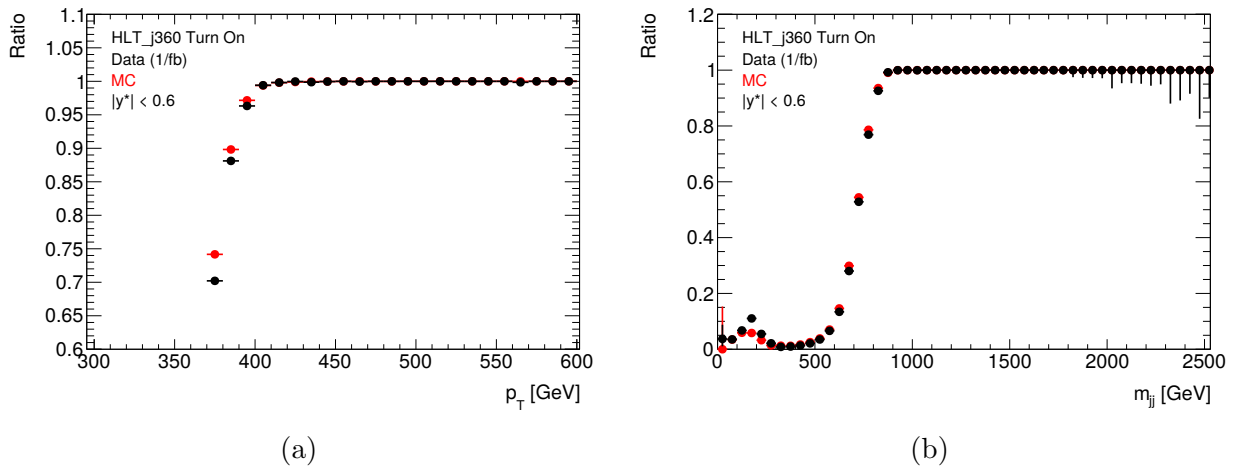 Ratio
1.1
1.05
1
0.95
0.9
0.85
0.8
0.75
0.7
0.65
0.6
HLT_j360 Turn On
Data (1/fb)
MC
|y*| < 0.6
300 350 400 450 500 550 600
p_T [GeV]
(a)
Ratio
1.2
1
0.8
0.6
0.4
0.2
0
HLT_j360 Turn On
Data (1/fb)
MC
|y*| < 0.6
0 500 1000 1500 2000 2500
m_jj [GeV]
(b)